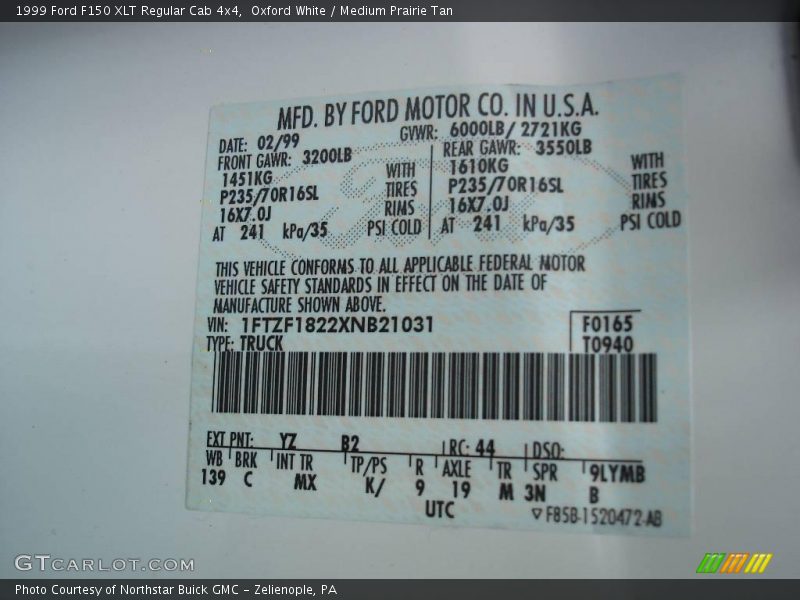 1999 Ford F150 XLT Regular Cab 4x4,  Oxford White / Medium Prairie Tan
MFD. BY FORD MOTOR CO. IN U.S.A.
DATE: 02/99 GVWR: 6000LB/ 2721KG
FRONT GAWR: 3200LB REAR GAWR: 3550LB
1451KG WITH 1610KG WITH
P235/70R16SL TIRES P235/70R16SL TIRES
16X7.0J RIMS 16X7.0J RIMS
AT 241 kPa/35 PSI COLD AT 241 kPa/35 PSI COLD
THIS VEHICLE CONFORMS TO ALL APPLICABLE FEDERAL MOTOR
VEHICLE SAFETY STANDARDS IN EFFECT ON THE DATE OF
MANUFACTURE SHOWN ABOVE.
VIN: 1FTZF1822XNB21031 F0165
TYPE: TRUCK T0940
EXT PNT: YZ B2 RC: 44 DSO:
WB BRK INT TR TP/PS R AXLE TR SPR 9LYMB
139 C MX K/ 9 19 M 3N B
UTC ▽ F85B-1520472-AB
GTCARLOT.COM
Photo Courtesy of Northstar Buick GMC - Zelienople, PA